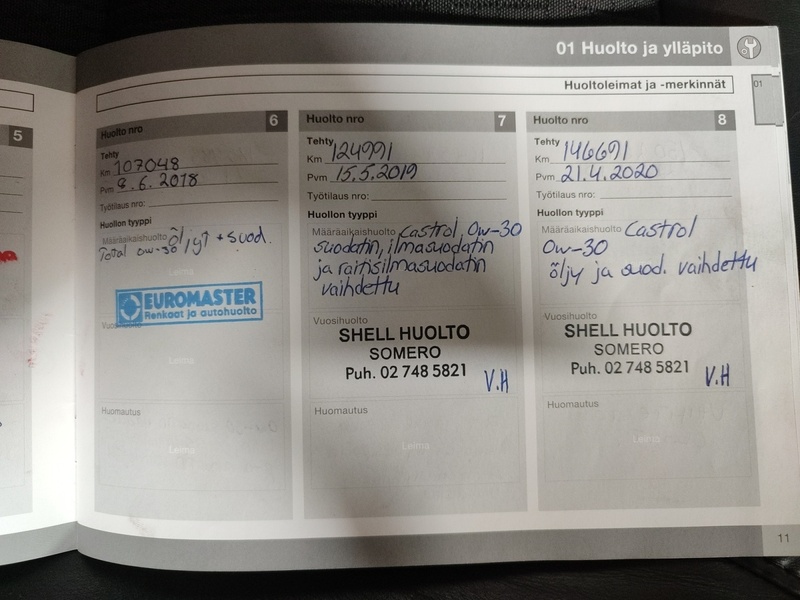 01 Huolto ja ylläpito
Huoltoleimat ja -merkinnät
01
5
Huolto nro 6
Tehty
Km 107048
Pvm 8.6.2018
Työtilaus nro:
Huollon tyyppi
Määräaikaishuolto Öljyt + suod.
Total 0w-30
Leima
EUROMASTER
Renkaat ja autohuolto
Vuosihuolto
Leima
Huomautus
Leima
Huolto nro 7
Tehty
Km 124991
Pvm 15.5.2019
Työtilaus nro:
Huollon tyyppi
Määräaikaishuolto Castrol, 0w-30
suodatin, ilmasuodatin
ja raitisilmasuodatin
vaihdettu
Vuosihuolto
SHELL HUOLTO
SOMERO
Puh. 02 748 5821
V.H
Huomautus
Leima
Huolto nro 8
Tehty
Km 146691
Pvm 21.4.2020
Työtilaus nro:
Huollon tyyppi
Määräaikaishuolto Castrol
0w-30
öljy ja suod. vaihdettu
Vuosihuolto
SHELL HUOLTO
SOMERO
Puh. 02 748 5821
V.H
Huomautus
Leima
11